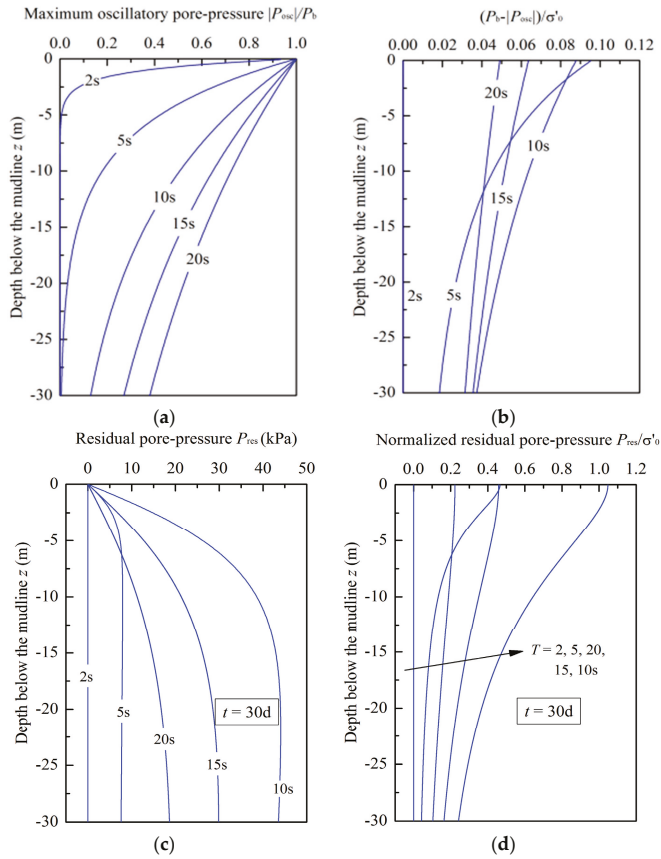 Maximum oscillatory pore-pressure |Posc|/Pb
0.0 0.2 0.4 0.6 0.8 1.0
0
-5
-10
-15
-20
-25
-30
Depth below the mudline z (m)
2s
5s
10s
15s
20s
(a)
(Pb-|Posc|)/σ'0
0.00 0.02 0.04 0.06 0.08 0.10 0.12
0
-5
-10
-15
-20
-25
-30
Depth below the mudline z (m)
20s
10s
15s
2s
5s
(b)
Residual pore-pressure Pres (kPa)
0 10 20 30 40 50
0
-5
-10
-15
-20
-25
-30
Depth below the mudline z (m)
2s
5s
20s
15s
10s
t = 30d
(c)
Normalized residual pore-pressure Pres/σ'0
0.0 0.2 0.4 0.6 0.8 1.0 1.2
0
-5
-10
-15
-20
-25
-30
Depth below the mudline z (m)
T = 2, 5, 20,
15, 10s
t = 30d
(d)